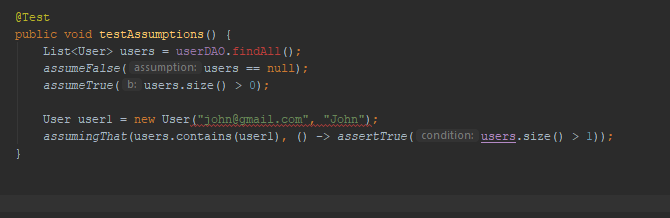 @Test
public void testAssumptions() {
List<User> users = userDAO.findAll();
assumeFalse( assumption: users == null);
assumeTrue( b: users.size() > 0);
User user1 = new User("john@gmail.com", "John");
assumingThat(users.contains(user1), () -> assertTrue( condition: users.size() > 1));
}